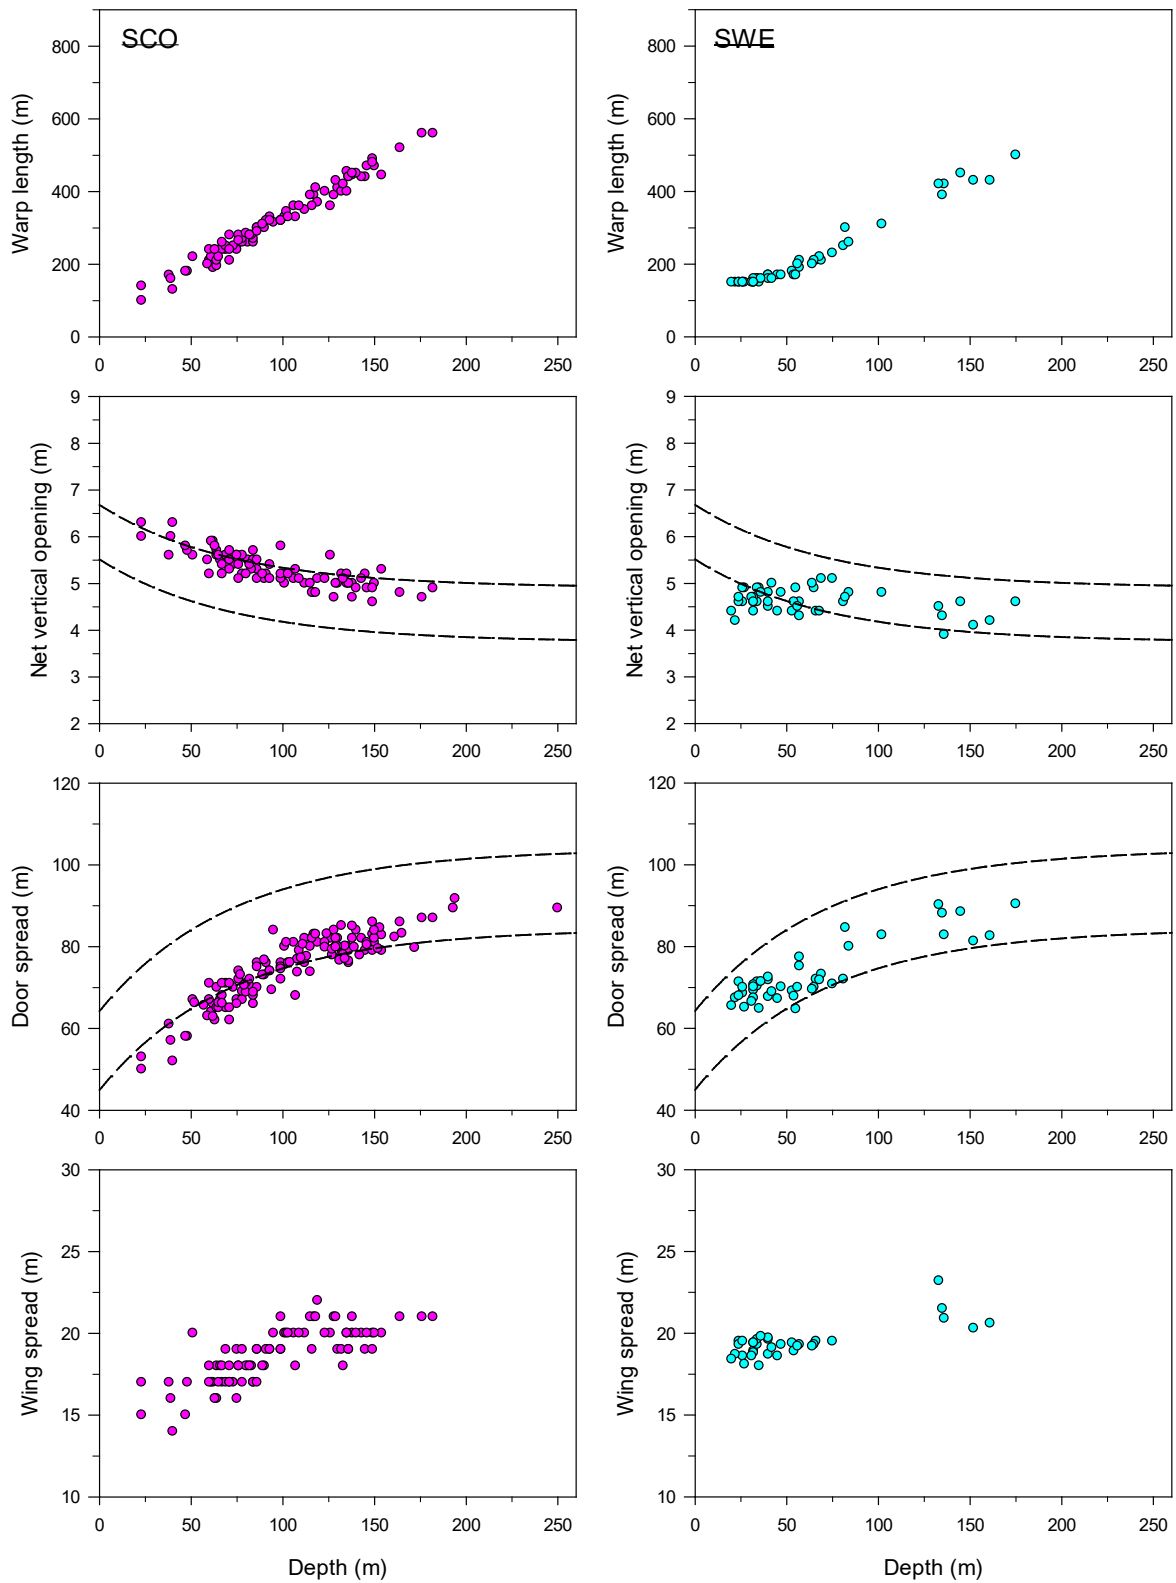 SCO
SWE
Warp length (m)
800
600
400
200
0
0 50 100 150 200 250
Warp length (m)
800
600
400
200
0
0 50 100 150 200 250
Net vertical opening (m)
9
8
7
6
5
4
3
2
0 50 100 150 200 250
Net vertical opening (m)
9
8
7
6
5
4
3
2
0 50 100 150 200 250
Door spread (m)
120
100
80
60
40
0 50 100 150 200 250
Door spread (m)
120
100
80
60
40
0 50 100 150 200 250
Wing spread (m)
30
25
20
15
10
0 50 100 150 200 250
Depth (m)
Wing spread (m)
30
25
20
15
10
0 50 100 150 200 250
Depth (m)